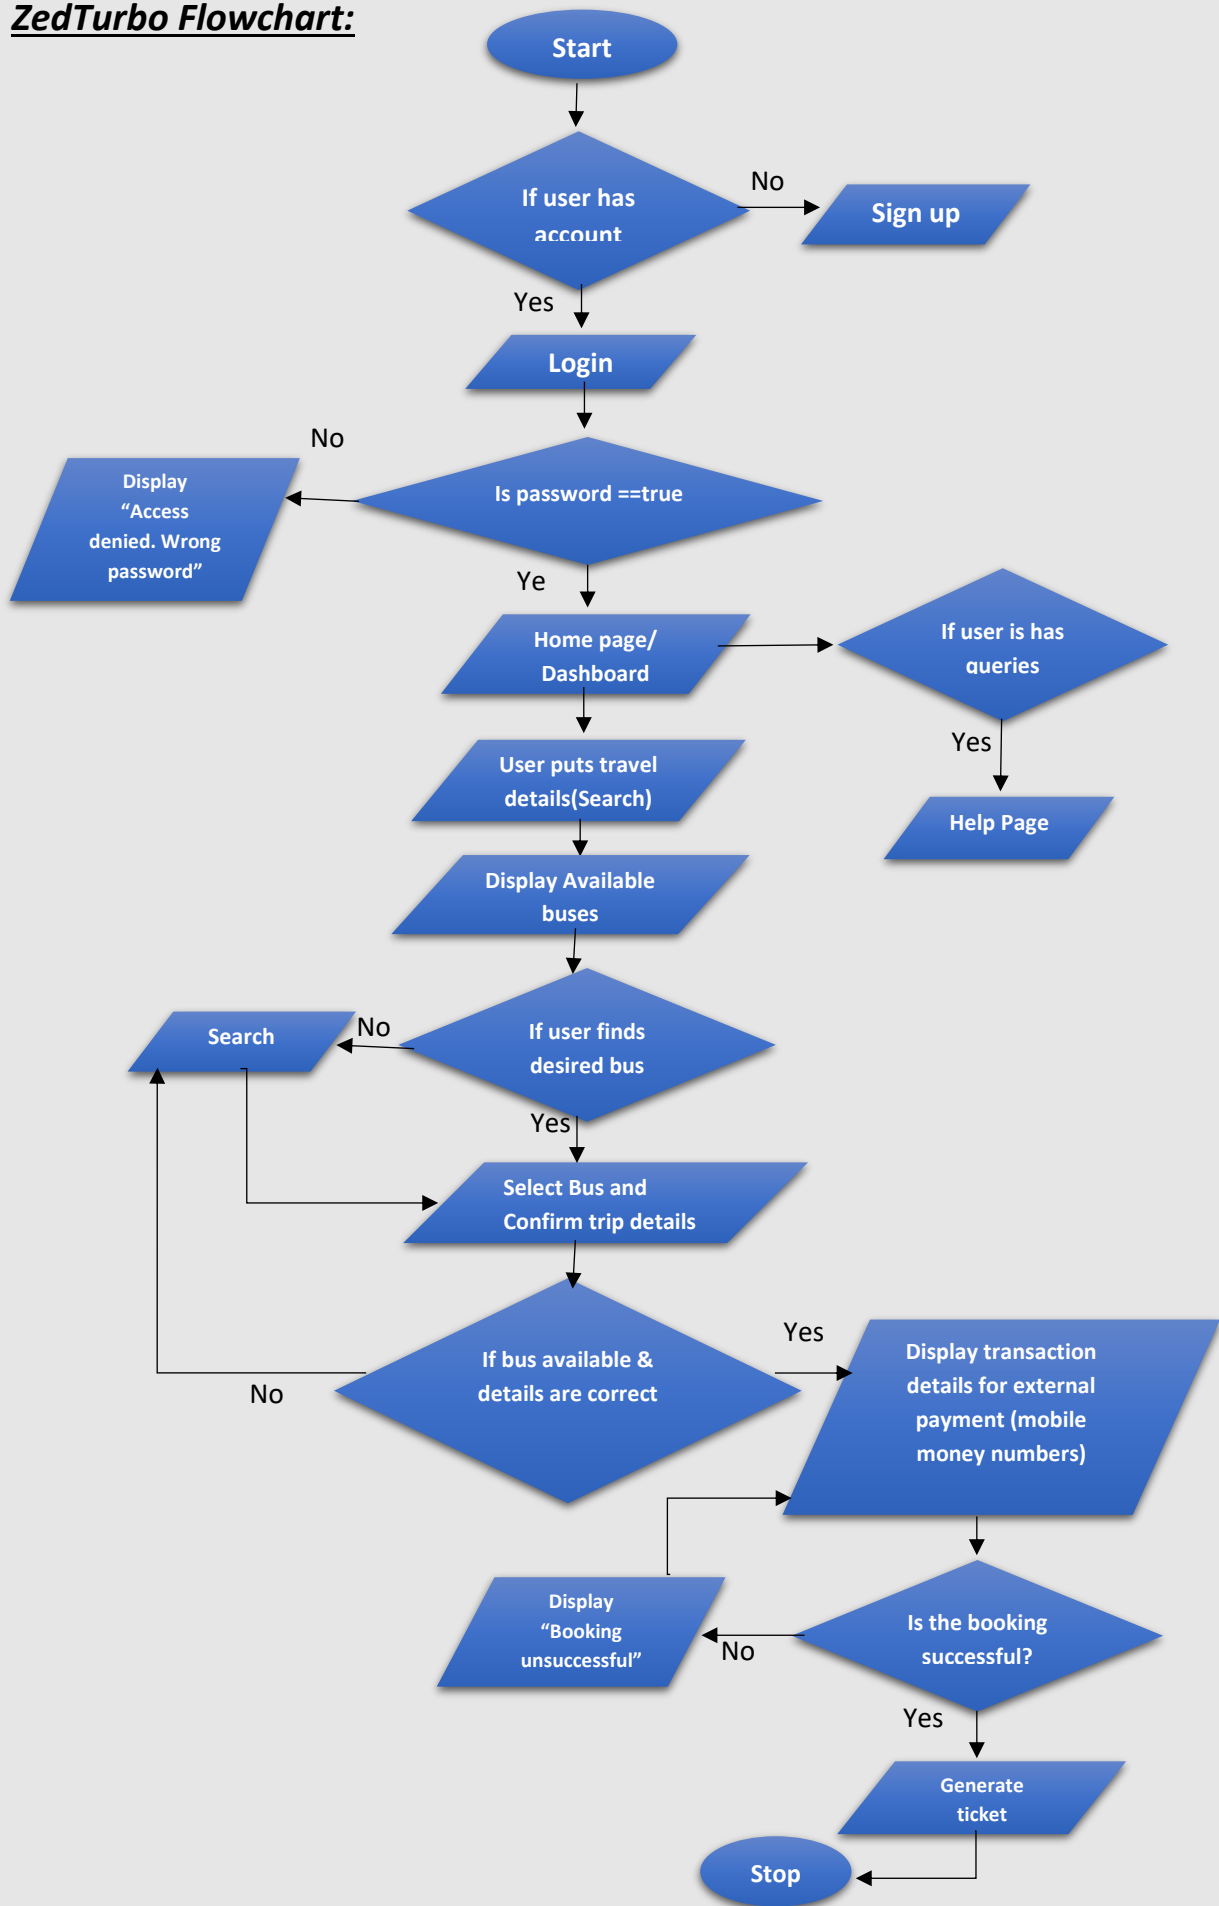 ZedTurbo Flowchart:
Start
If user has
account
No
Sign up
Yes
Login
No
Display
“Access
denied. Wrong
password”
Is password ==true
Ye
Home page/
Dashboard
If user is has
queries
Yes
Help Page
User puts travel
details(Search)
Display Available
buses
If user finds
desired bus
No
Search
Yes
Select Bus and
Confirm trip details
If bus available &
details are correct
No
Yes
Display transaction
details for external
payment (mobile
money numbers)
Is the booking
successful?
No
Display
“Booking
unsuccessful”
Yes
Generate
ticket
Stop